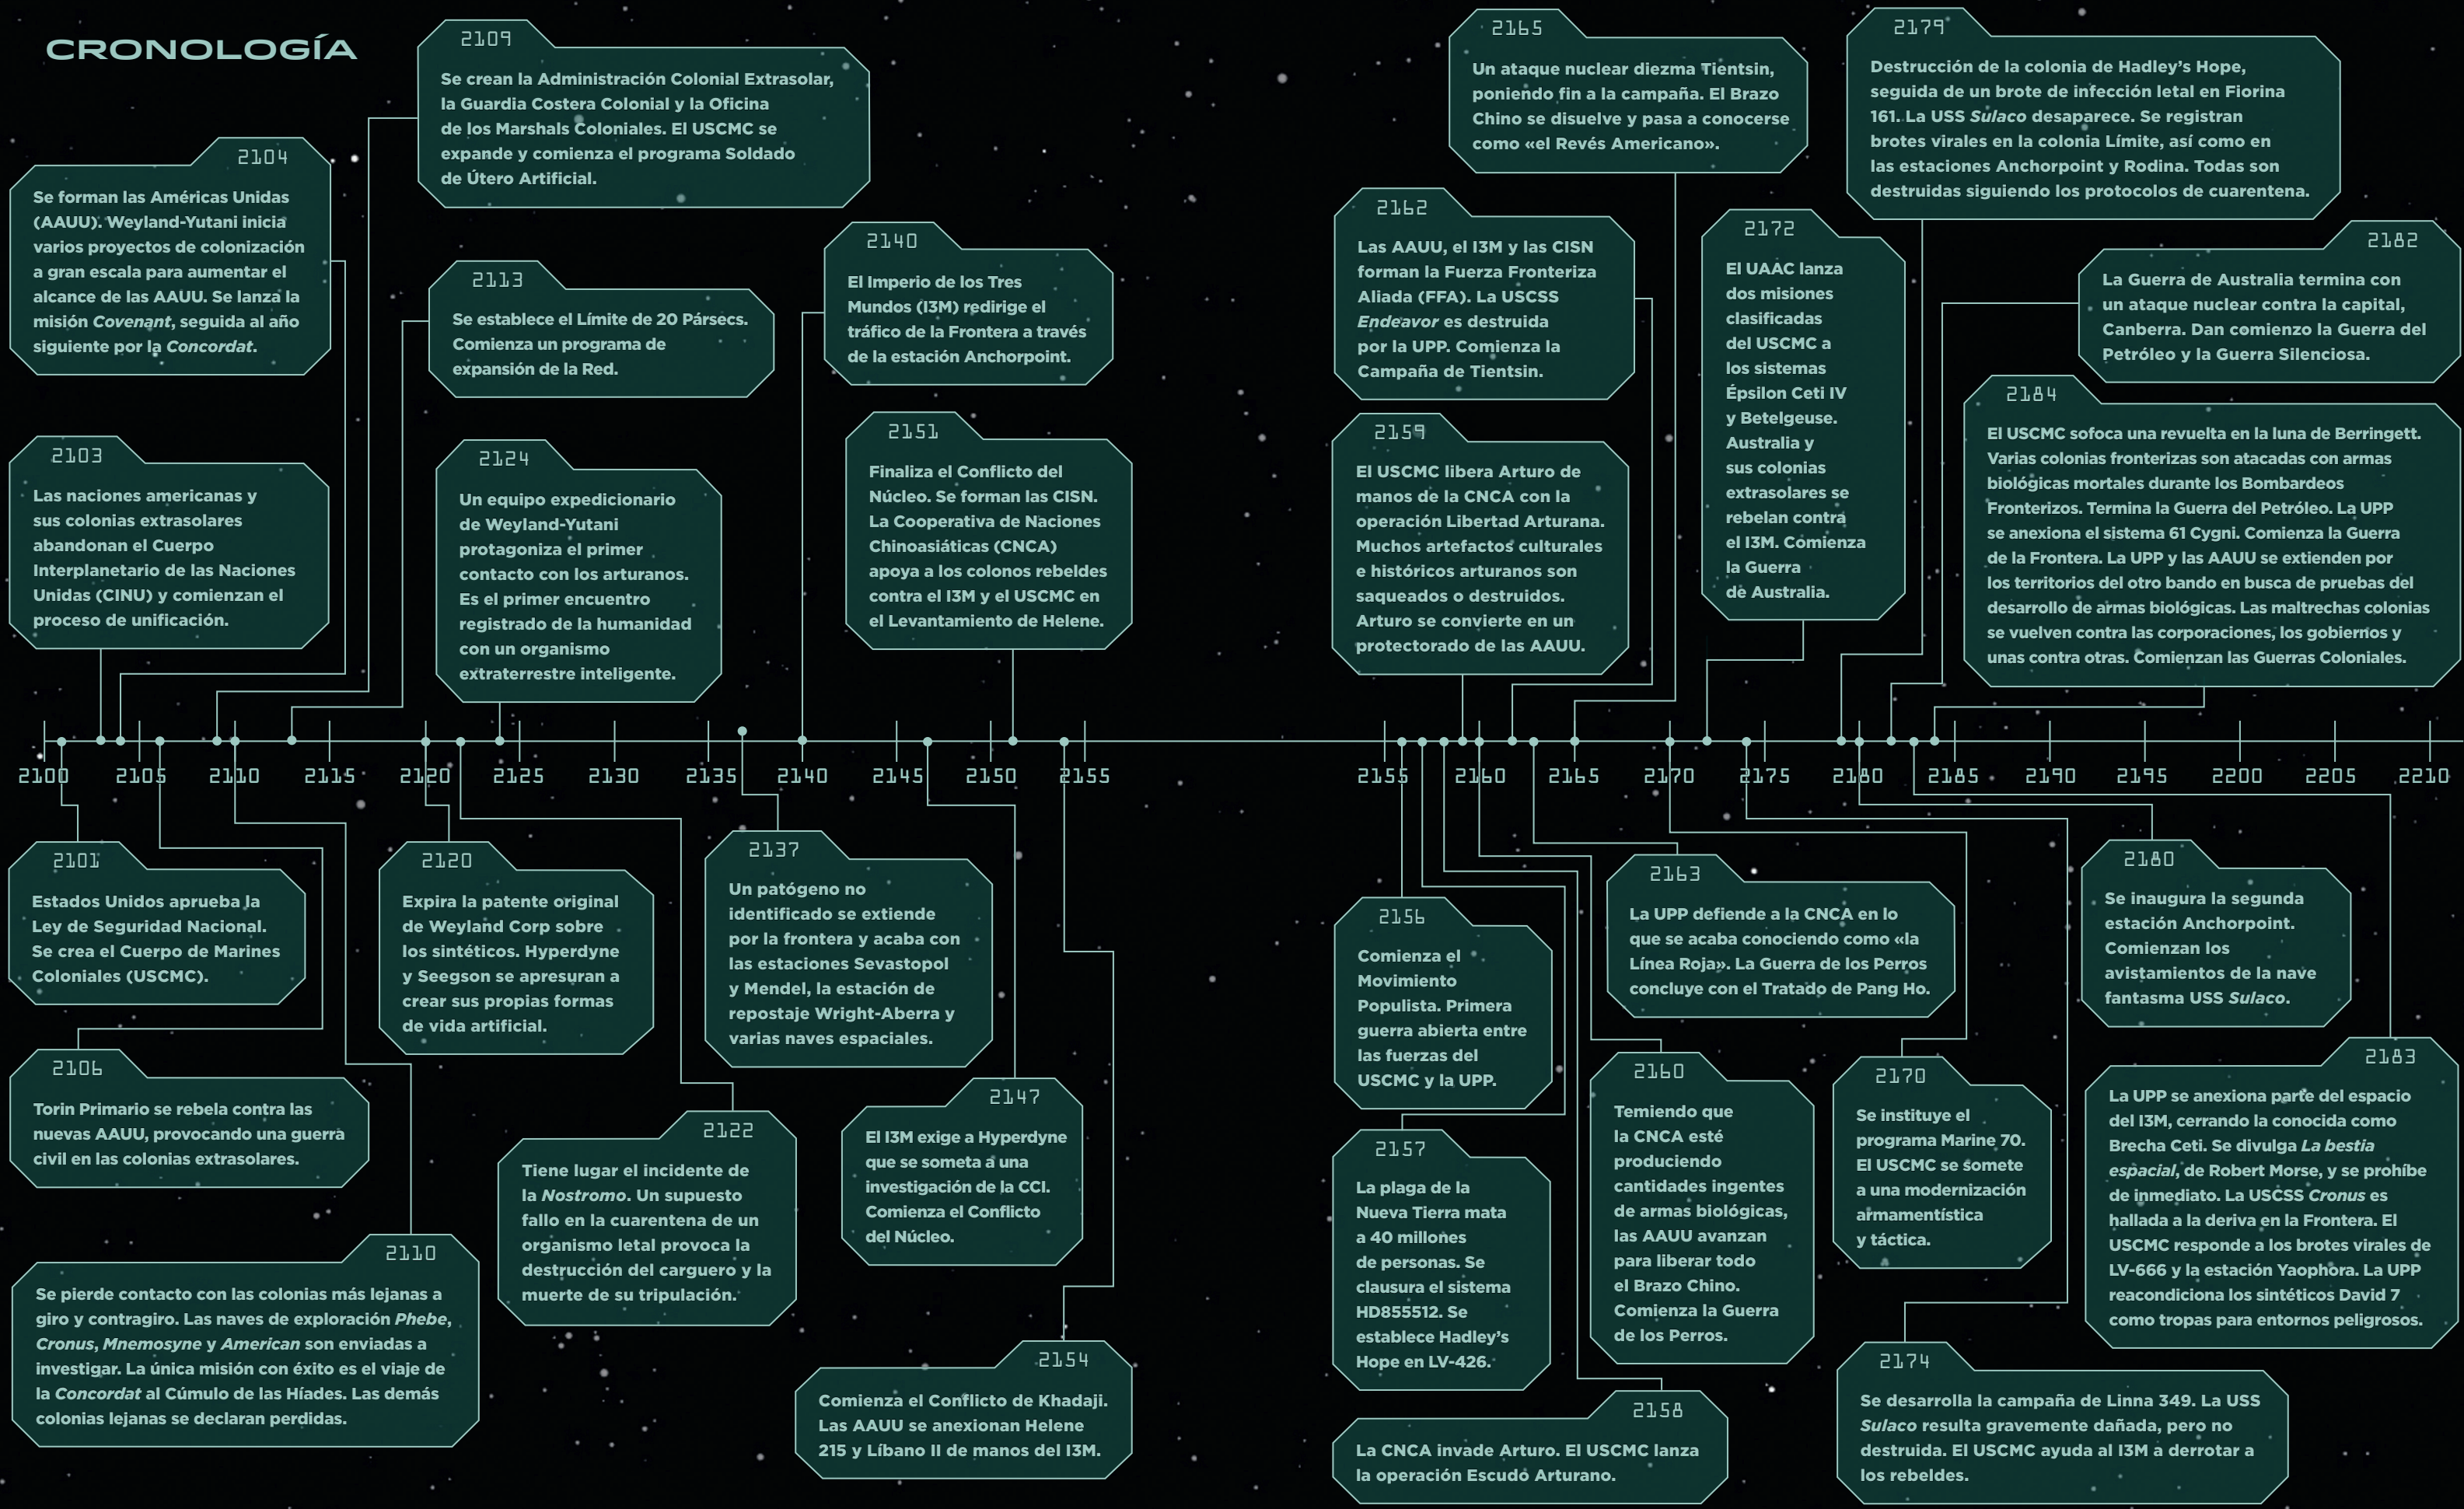 CRONOLOGÍA
2109
Se crean la Administración Colonial Extrasolar,
la Guardia Costera Colonial y la Oficina
de los Marshals Coloniales. El USCMC se
expande y comienza el programa Soldado
de Útero Artificial.
2104
Se forman las Américas Unidas
(AAUU). Weyland-Yutani inicia
varios proyectos de colonización
a gran escala para aumentar el
alcance de las AAUU. Se lanza la
misión Covenant, seguida al año
siguiente por la Concordat.
2113
Se establece el Límite de 20 Pársecs.
Comienza un programa de
expansión de la Red.
2140
El Imperio de los Tres
Mundos (I3M) redirige el
tráfico de la Frontera a través
de la estación Anchorpoint.
2103
Las naciones americanas y
sus colonias extrasolares
abandonan el Cuerpo
Interplanetario de las Naciones
Unidas (CINU) y comienzan el
proceso de unificación.
2124
Un equipo expedicionario
de Weyland-Yutani
protagoniza el primer
contacto con los arturanos.
Es el primer encuentro
registrado de la humanidad
con un organismo
extraterrestre inteligente.
2151
Finaliza el Conflicto del
Núcleo. Se forman las CISN.
La Cooperativa de Naciones
Chinoasiáticas (CNCA)
apoya a los colonos rebeldes
contra el I3M y el USCMC en
el Levantamiento de Helene.
2165
Un ataque nuclear diezma Tientsin,
poniendo fin a la campaña. El Brazo
Chino se disuelve y pasa a conocerse
como «el Revés Americano».
2179
Destrucción de la colonia de Hadley's Hope,
seguida de un brote de infección letal en Fiorina
161. La USS Sulaco desaparece. Se registran
brotes virales en la colonia Límite, así como en
las estaciones Anchorpoint y Rodina. Todas son
destruidas siguiendo los protocolos de cuarentena.
2162
Las AAUU, el I3M y las CISN
forman la Fuerza Fronteriza
Aliada (FFA). La USCSS
Endeavor es destruida
por la UPP. Comienza la
Campaña de Tientsin.
2172
El UAAC lanza
dos misiones
clasificadas
del USCMC a
los sistemas
Épsilon Ceti IV
y Betelgeuse.
Australia y
sus colonias
extrasolares se
rebelan contra
el I3M. Comienza
la Guerra
de Australia.
2182
La Guerra de Australia termina con
un ataque nuclear contra la capital,
Canberra. Dan comienzo la Guerra del
Petróleo y la Guerra Silenciosa.
2159
El USCMC libera Arturo de
manos de la CNCA con la
operación Libertad Arturana.
Muchos artefactos culturales
e históricos arturanos son
saqueados o destruidos.
Arturo se convierte en un
protectorado de las AAUU.
2184
El USCMC sofoca una revuelta en la luna de Berringett.
Varias colonias fronterizas son atacadas con armas
biológicas mortales durante los Bombardeos
Fronterizos. Termina la Guerra del Petróleo. La UPP
se anexiona el sistema 61 Cygni. Comienza la Guerra
de la Frontera. La UPP y las AAUU se extienden por
los territorios del otro bando en busca de pruebas del
desarrollo de armas biológicas. Las maltrechas colonias
se vuelven contra las corporaciones, los gobiernos y
unas contra otras. Comienzan las Guerras Coloniales.
2100 2105 2110 2115 2120 2125 2130 2135 2140 2145 2150 2155 2155 2160 2165 2170 2175 2180 2185 2190 2195 2200 2205 2210
2101
Estados Unidos aprueba la
Ley de Seguridad Nacional.
Se crea el Cuerpo de Marines
Coloniales (USCMC).
2120
Expira la patente original
de Weyland Corp sobre
los sintéticos. Hyperdyne
y Seegson se apresuran a
crear sus propias formas
de vida artificial.
2137
Un patógeno no
identificado se extiende
por la frontera y acaba con
las estaciones Sevastopol
y Mendel, la estación de
repostaje Wright-Aberra y
varias naves espaciales.
2106
Torin Primario se rebela contra las
nuevas AAUU, provocando una guerra
civil en las colonias extrasolares.
2122
Tiene lugar el incidente de
la Nostromo. Un supuesto
fallo en la cuarentena de un
organismo letal provoca la
destrucción del carguero y la
muerte de su tripulación.
2147
El I3M exige a Hyperdyne
que se someta a una
investigación de la CCI.
Comienza el Conflicto
del Núcleo.
2110
Se pierde contacto con las colonias más lejanas a
giro y contragiro. Las naves de exploración Phebe,
Cronus, Mnemosyne y American son enviadas a
investigar. La única misión con éxito es el viaje de
la Concordat al Cúmulo de las Híades. Las demás
colonias lejanas se declaran perdidas.
2154
Comienza el Conflicto de Khadaji.
Las AAUU se anexionan Helene
215 y Líbano II de manos del I3M.
2156
Comienza el
Movimiento
Populista. Primera
guerra abierta entre
las fuerzas del
USCMC y la UPP.
2163
La UPP defiende a la CNCA en lo
que se acaba conociendo como «la
Línea Roja». La Guerra de los Perros
concluye con el Tratado de Pang Ho.
2180
Se inaugura la segunda
estación Anchorpoint.
Comienzan los
avistamientos de la nave
fantasma USS Sulaco.
2157
La plaga de la
Nueva Tierra mata
a 40 millones
de personas. Se
clausura el sistema
HD855512. Se
establece Hadley's
Hope en LV-426.
2160
Temiendo que
la CNCA esté
produciendo
cantidades ingentes
de armas biológicas,
las AAUU avanzan
para liberar todo
el Brazo Chino.
Comienza la Guerra
de los Perros.
2170
Se instituye el
programa Marine 70.
El USCMC se somete
a una modernización
armamentística
y táctica.
2183
La UPP se anexiona parte del espacio
del I3M, cerrando la conocida como
Brecha Ceti. Se divulga La bestia
espacial, de Robert Morse, y se prohíbe
de inmediato. La USCSS Cronus es
hallada a la deriva en la Frontera. El
USCMC responde a los brotes virales de
LV-666 y la estación Yaophora. La UPP
reacondiciona los sintéticos David 7
como tropas para entornos peligrosos.
2158
La CNCA invade Arturo. El USCMC lanza
la operación Escudo Arturano.
2174
Se desarrolla la campaña de Linna 349. La USS
Sulaco resulta gravemente dañada, pero no
destruida. El USCMC ayuda al I3M a derrotar a
los rebeldes.